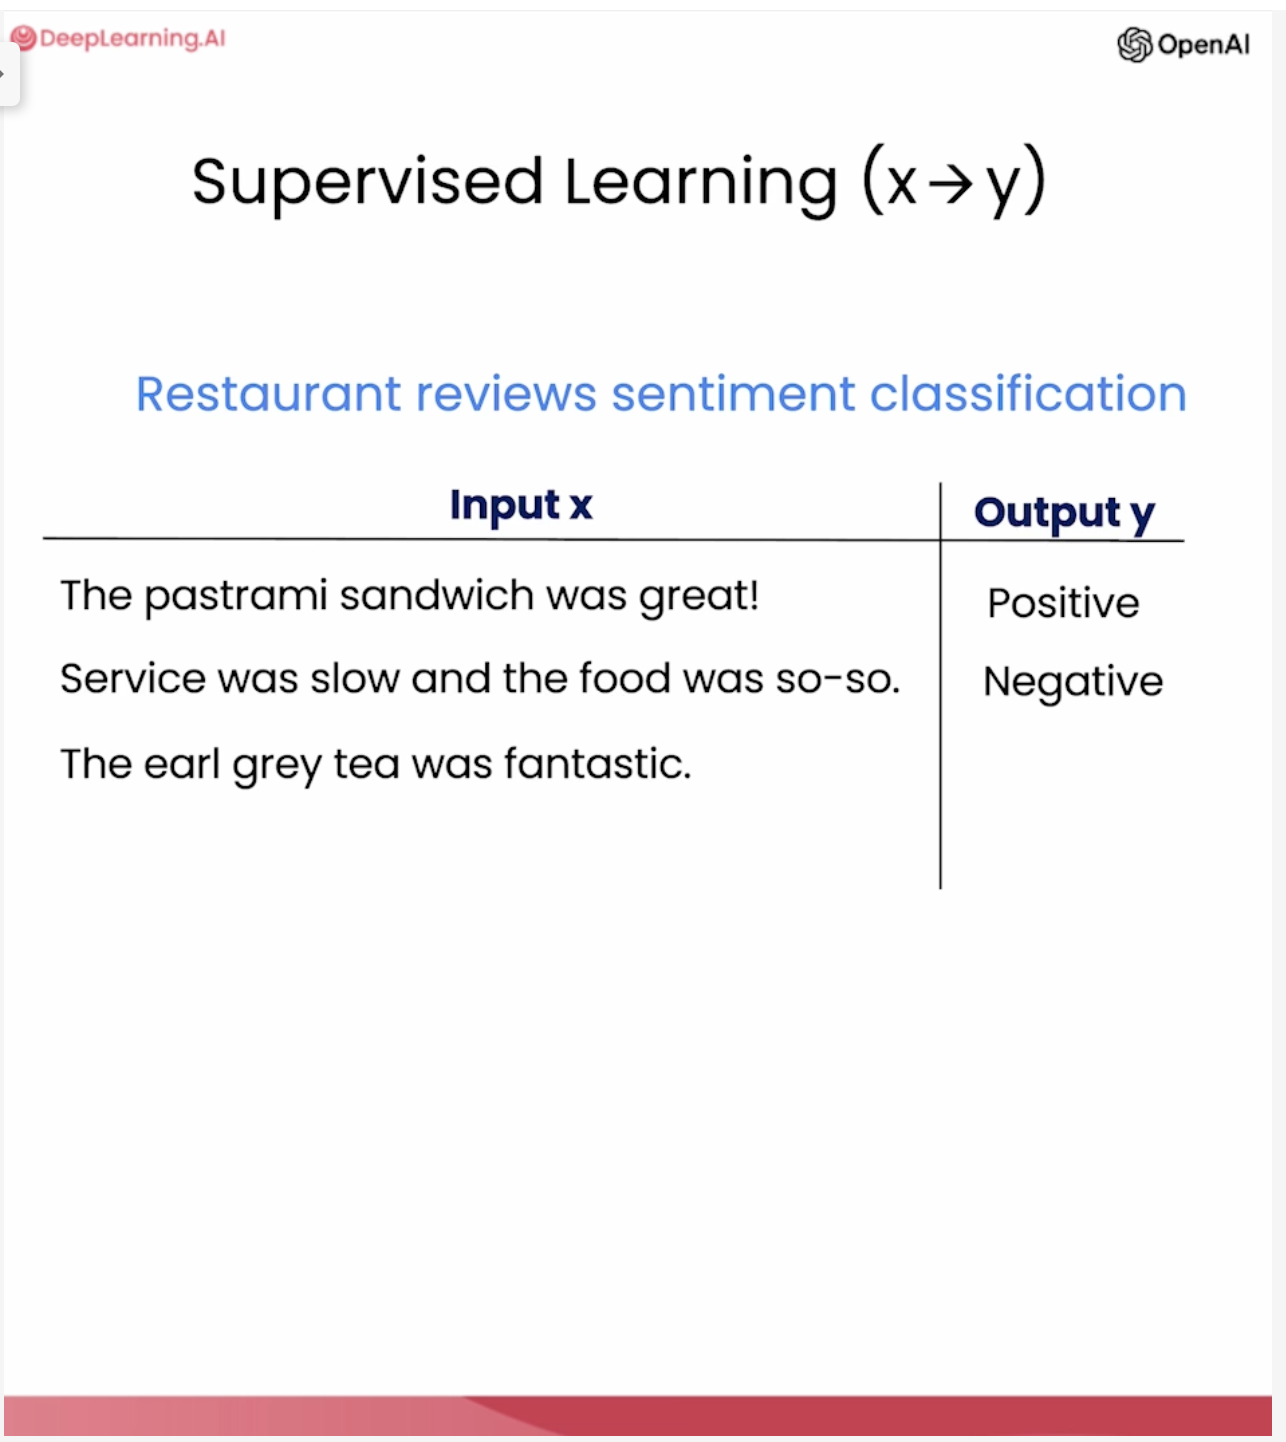 DeepLearning.AI
OpenAI
Supervised Learning (x→y)
Restaurant reviews sentiment classification
Input x
Output y
The pastrami sandwich was great!
Positive
Service was slow and the food was so-so.
Negative
The earl grey tea was fantastic.